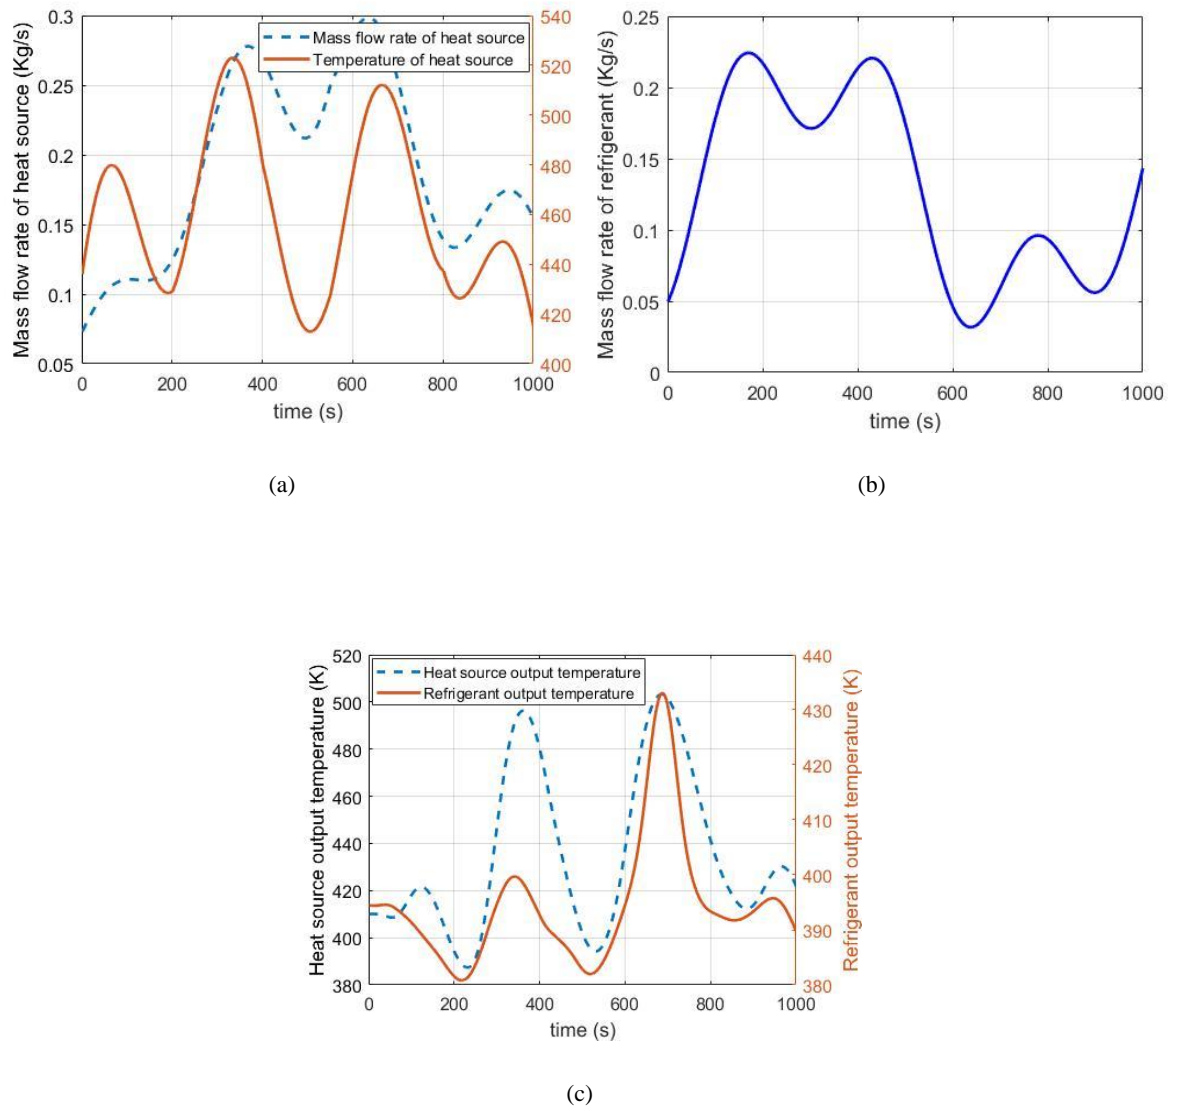 Mass flow rate of heat source (Kg/s)
0.3
0.25
0.2
0.15
0.1
0.05
Mass flow rate of heat source
Temperature of heat source
540
520
500
480
460
440
420
400
0 200 400 600 800 1000
time (s)
(a)
Mass flow rate of refrigerant (Kg/s)
0.25
0.2
0.15
0.1
0.05
0
0 200 400 600 800 1000
time (s)
(b)
Heat source output temperature (K)
520
500
480
460
440
420
400
380
Heat source output temperature
Refrigerant output temperature
440
430
420
410
400
390
380
Refrigerant output temperature (K)
0 200 400 600 800 1000
time (s)
(c)